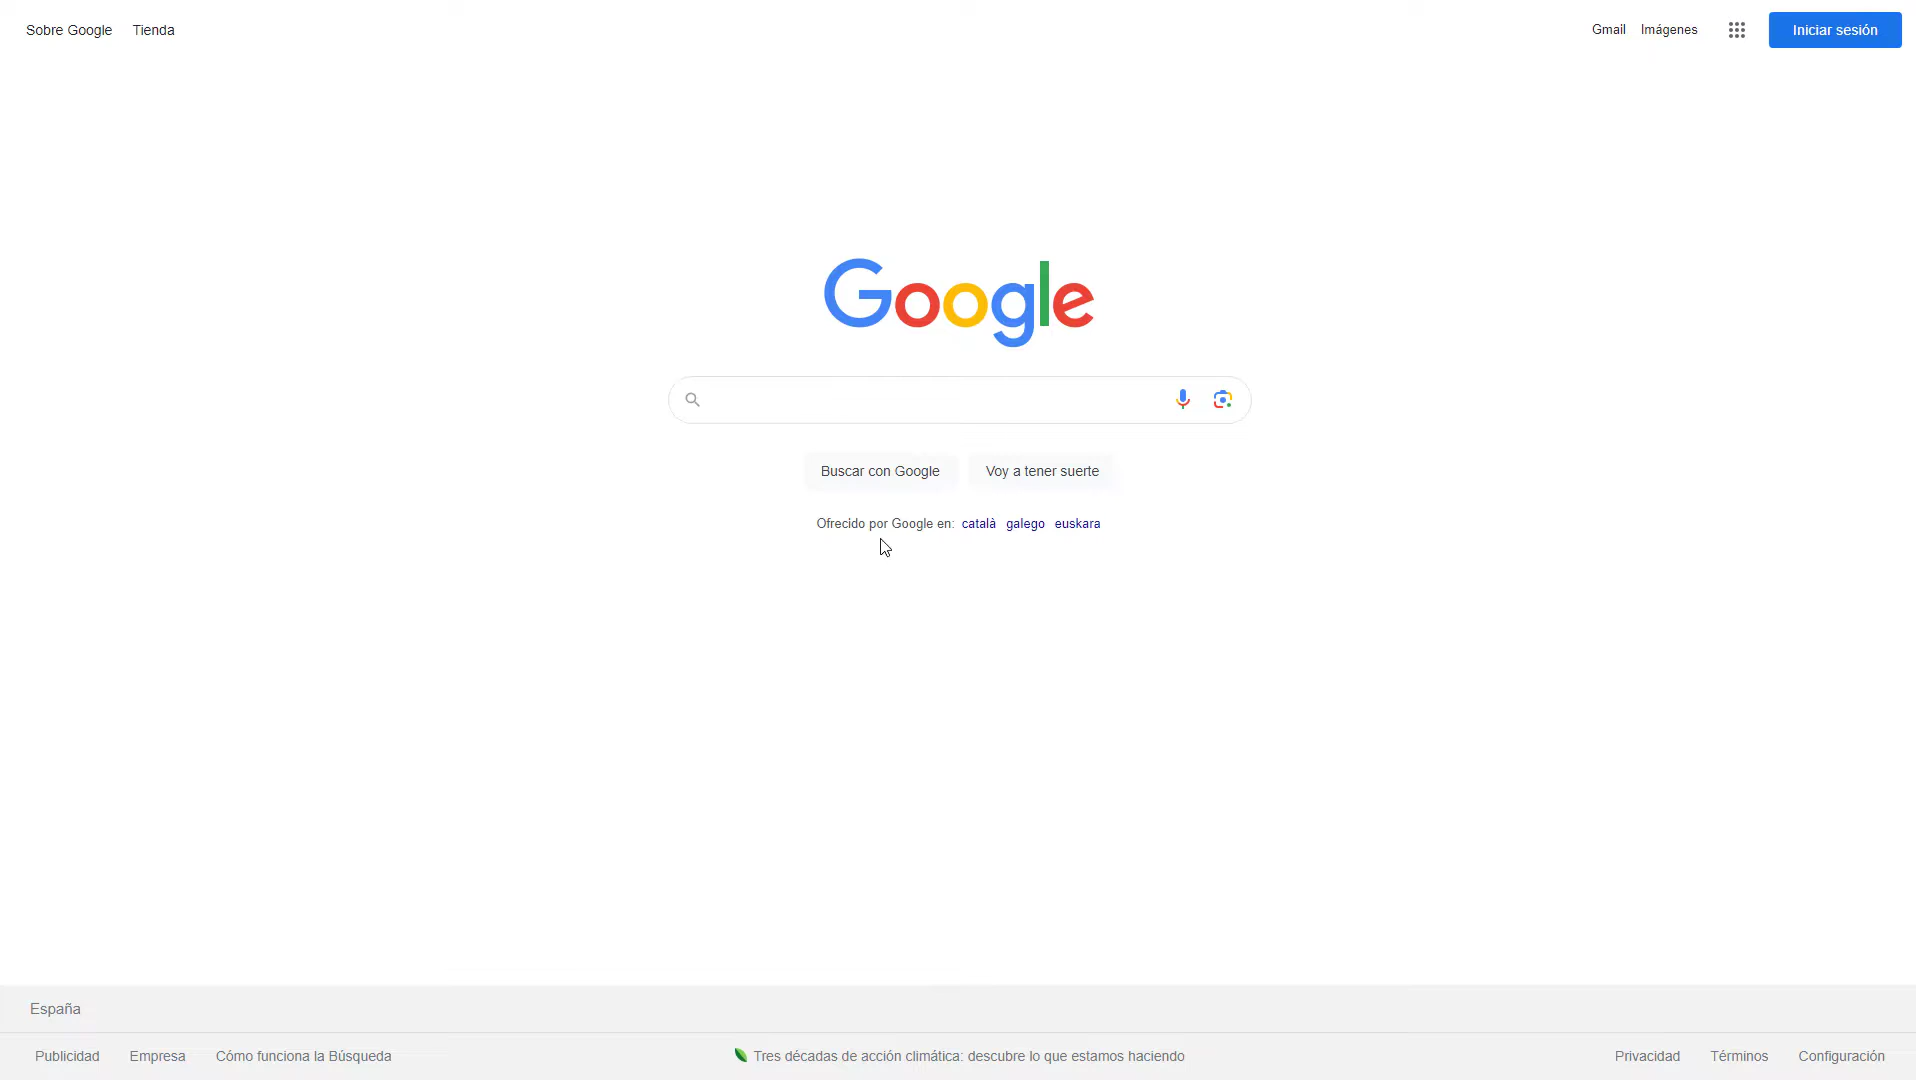 Sobre Google Tienda
Gmail Imágenes Iniciar sesión
Google
Buscar con Google Voy a tener suerte
Ofrecido por Google en: català galego euskara
España
Publicidad Empresa Cómo funciona la Búsqueda Tres décadas de acción climática: descubre lo que estamos haciendo Privacidad Términos Configuración